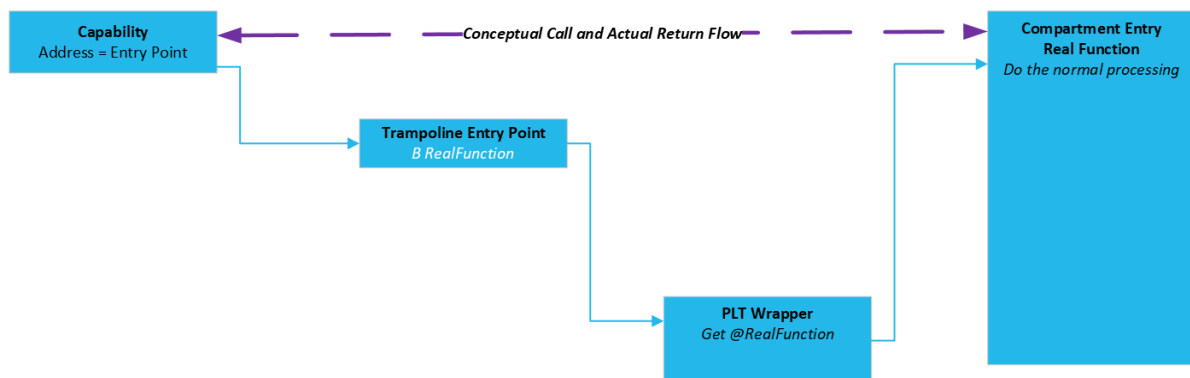 Capability
Address = Entry Point
Conceptual Call and Actual Return Flow
Compartment Entry
Real Function
Do the normal processing
Trampoline Entry Point
B RealFunction
PLT Wrapper
Get @RealFunction